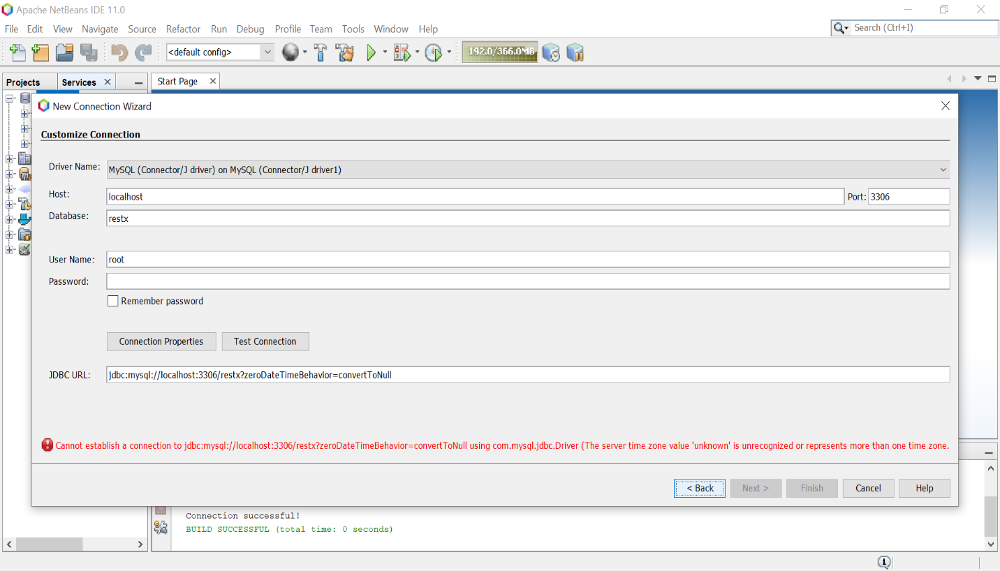 Apache NetBeans IDE 11.0
File Edit View Navigate Source Refactor Run Debug Profile Team Tools Window Help
Search (Ctrl+I)
<default config>
192.0/366.0MB
Projects Services Start Page
New Connection Wizard
Customize Connection
Driver Name: MySQL (Connector/J driver) on MySQL (Connector/J driver1)
Host: localhost Port: 3306
Database: restx
User Name: root
Password:
Remember password
Connection Properties Test Connection
JDBC URL: jdbc:mysql://localhost:3306/restx?zeroDateTimeBehavior=convertToNull
Cannot establish a connection to jdbc:mysql://localhost:3306/restx?zeroDateTimeBehavior=convertToNull using com.mysql.jdbc.Driver (The server time zone value 'unknown' is unrecognized or represents more than one time zone.
< Back Next > Finish Cancel Help
Connection successful!
BUILD SUCCESSFUL (total time: 0 seconds)
1